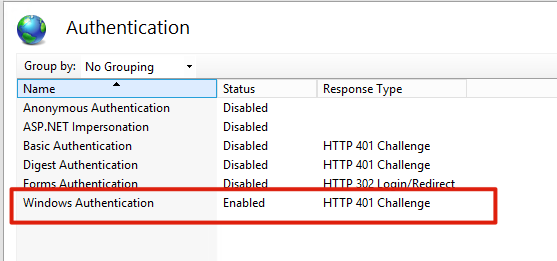 Authentication
Group by: No Grouping
Name Status Response Type
Anonymous Authentication Disabled
ASP.NET Impersonation Disabled
Basic Authentication Disabled HTTP 401 Challenge
Digest Authentication Disabled HTTP 401 Challenge
Forms Authentication Disabled HTTP 302 Login/Redirect
Windows Authentication Enabled HTTP 401 Challenge